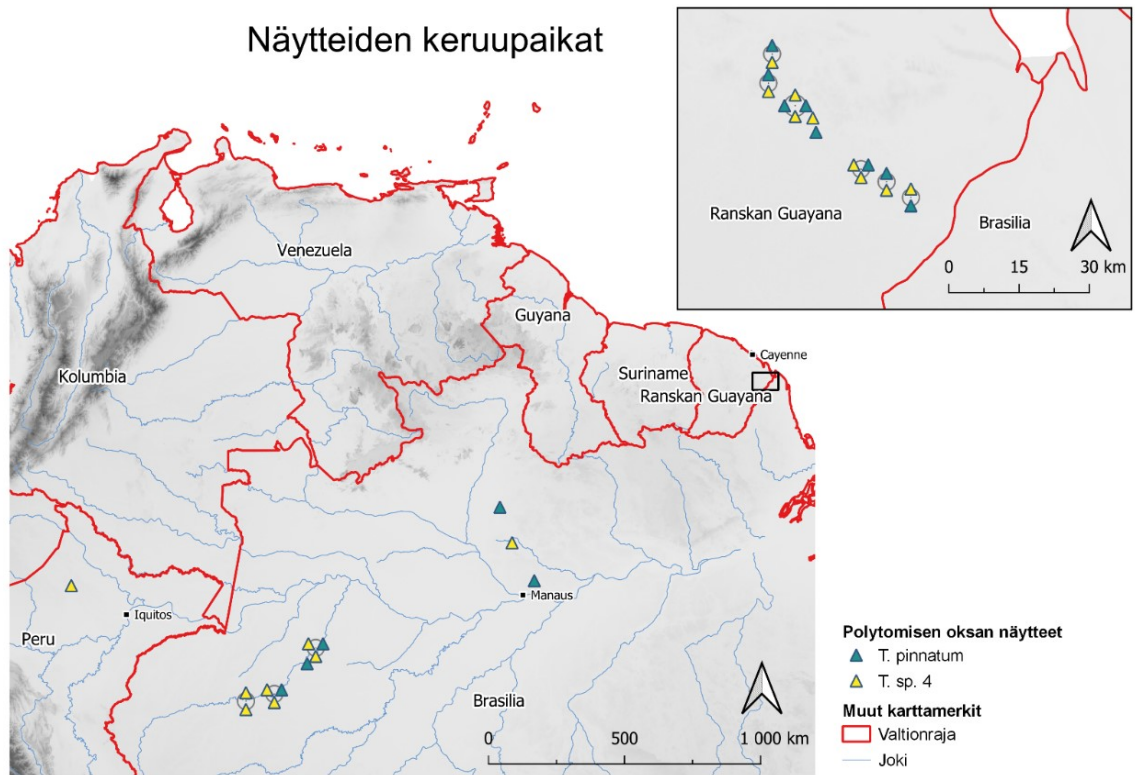 Näytteiden keruupaikat
Ranskan Guayana
Brasilia
0 15 30 km
Venezuela
Guyana
Kolumbia
Suriname
Cayenne
Ranskan Guayana
Manaus
Iquitos
Peru
Brasilia
0 500 1 000 km
Polytomisen oksan näytteet
T. pinnatum
T. sp. 4
Muut karttamerkit
Valtionraja
Joki